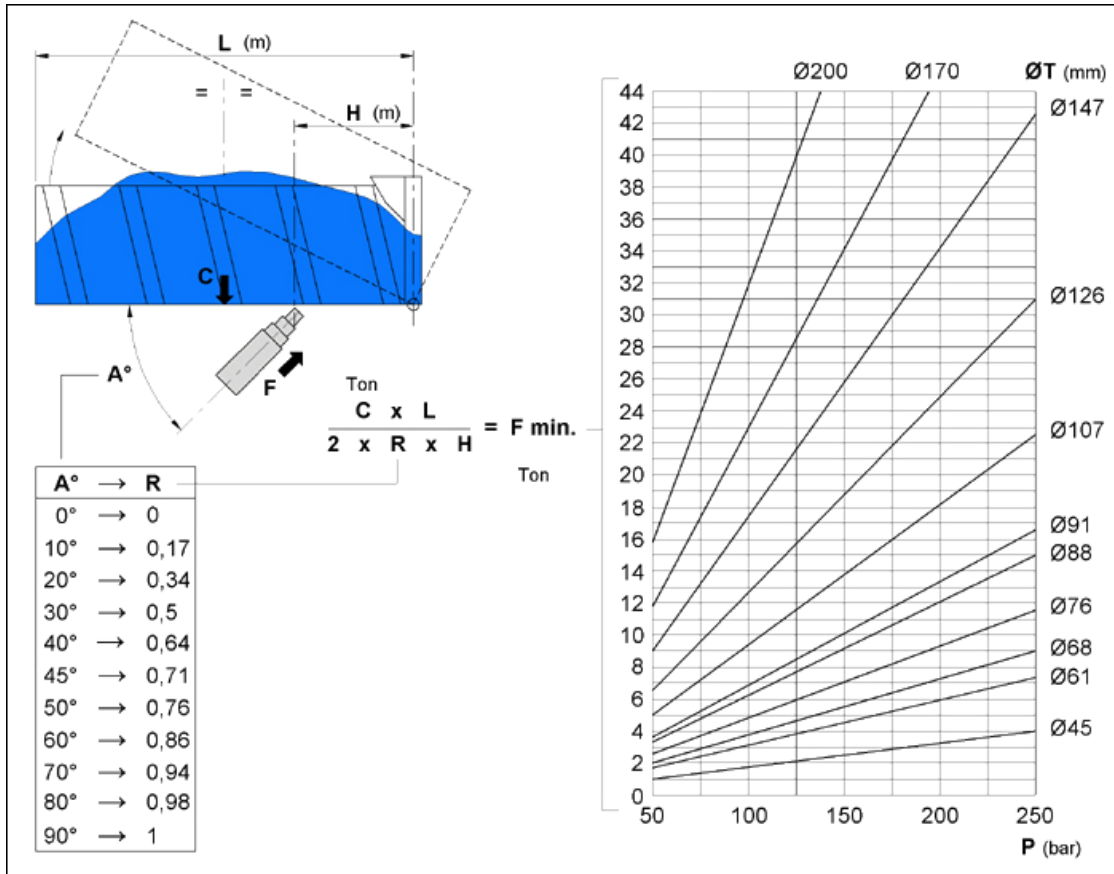 L (m)
= =
H (m)
C
F
A°
Ton
C x L
2 x R x H
= F min.
Ton
A° → R
0° → 0
10° → 0,17
20° → 0,34
30° → 0,5
40° → 0,64
45° → 0,71
50° → 0,76
60° → 0,86
70° → 0,94
80° → 0,98
90° → 1
Ø200 Ø170 ØT (mm)
44
42
40
38
36
34
32
30
28
26
24
22
20
18
16
14
12
10
8
6
4
2
0
Ø147
Ø126
Ø107
Ø91
Ø88
Ø76
Ø68
Ø61
Ø45
50 100 150 200 250
P (bar)